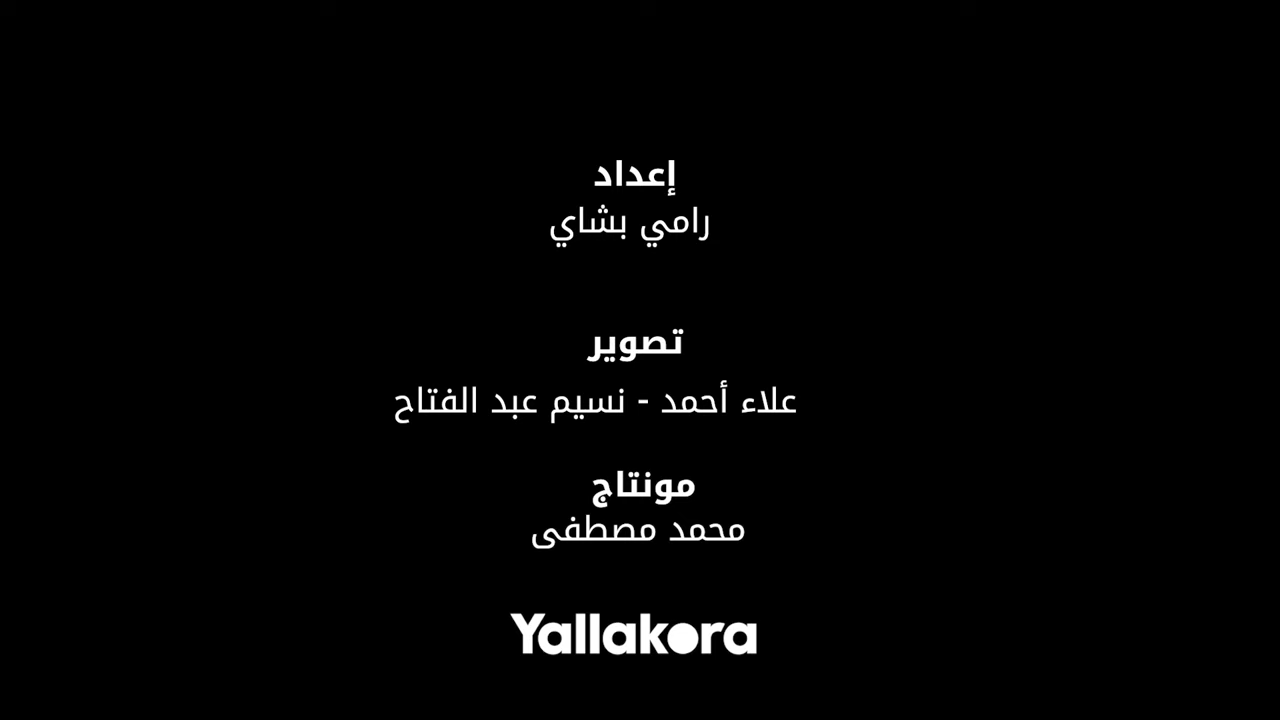 إعداد
رامي بشاي
تصوير
علاء أحمد - نسيم عبد الفتاح
مونتاج
محمد مصطفى
Yallakora